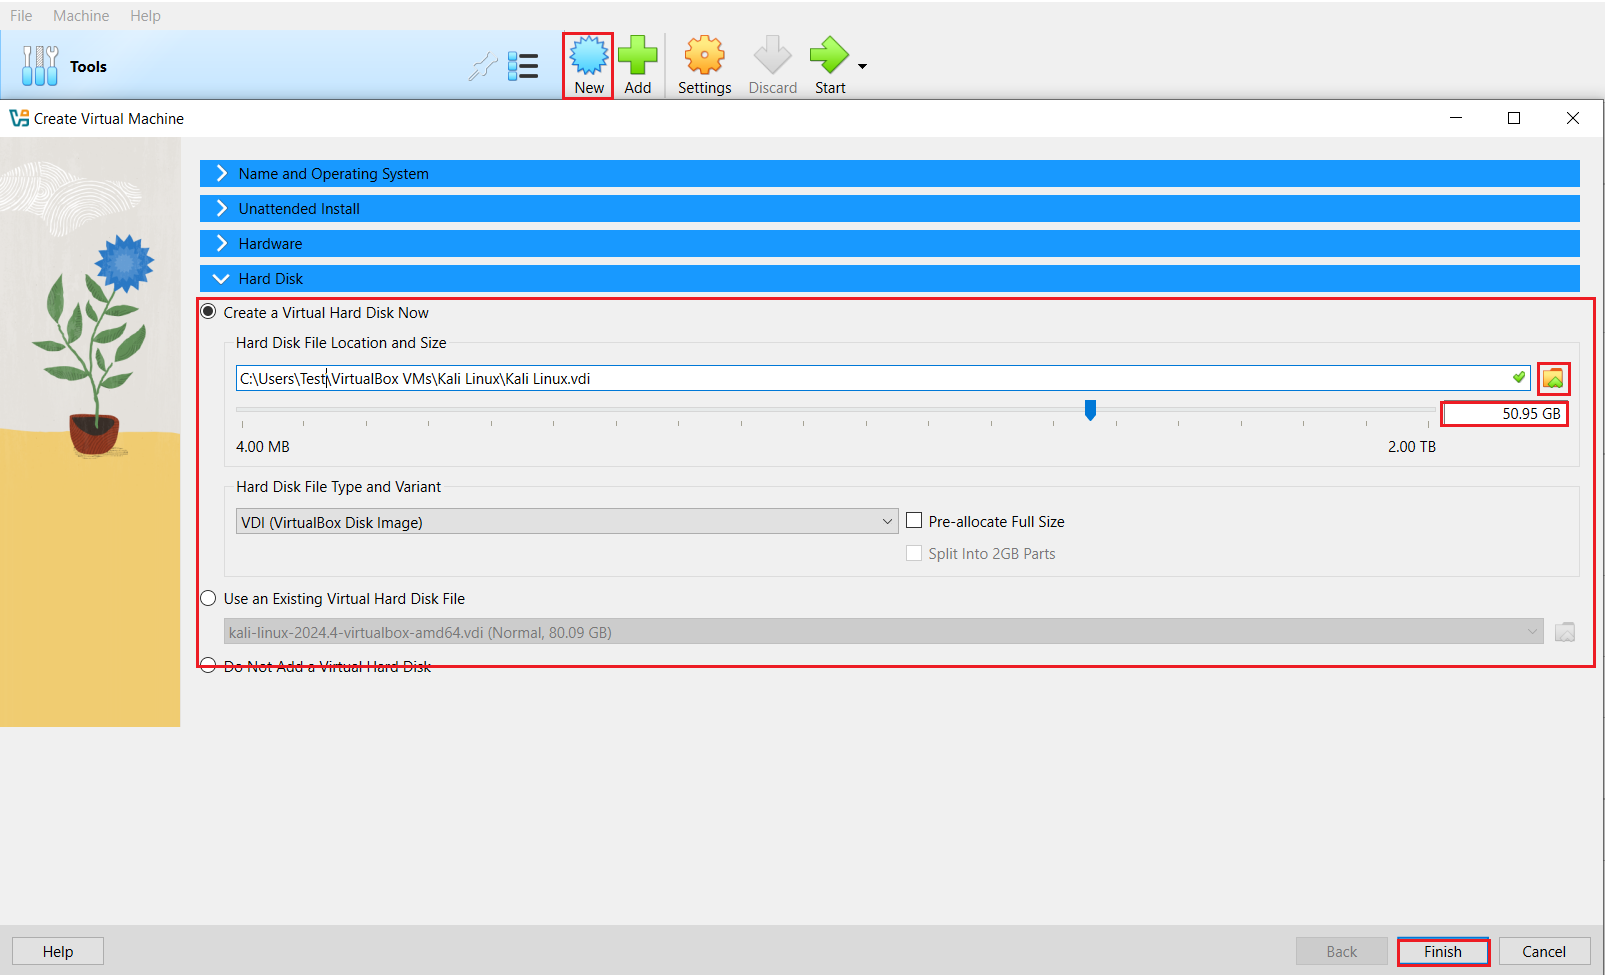 File Machine Help
Tools
New Add Settings Discard Start
Create Virtual Machine
Name and Operating System
Unattended Install
Hardware
Hard Disk
Create a Virtual Hard Disk Now
Hard Disk File Location and Size
C:\Users\Test\VirtualBox VMs\Kali Linux\Kali Linux.vdi
50.95 GB
4.00 MB 2.00 TB
Hard Disk File Type and Variant
VDI (VirtualBox Disk Image) Pre-allocate Full Size
Split Into 2GB Parts
Use an Existing Virtual Hard Disk File
kali-linux-2024.4-virtualbox-amd64.vdi (Normal, 80.09 GB)
Do Not Add a Virtual Hard Disk
Help Back Finish Cancel